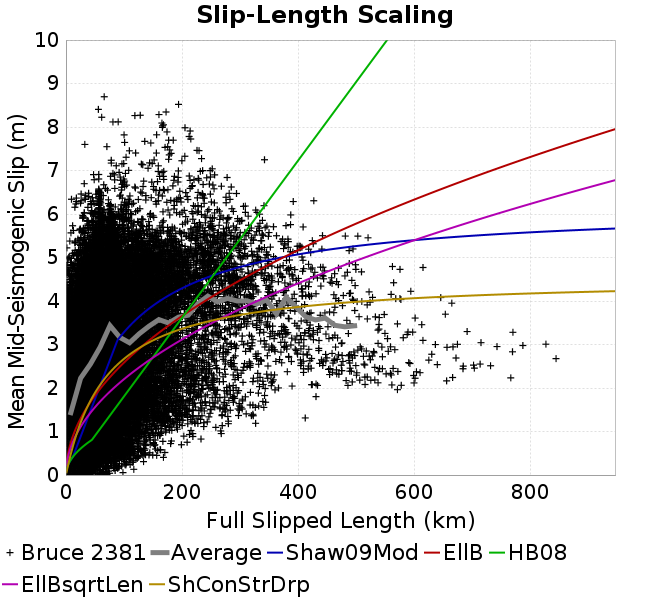 Slip-Length Scaling
10
9
8
7
6
5
4
3
2
1
0
Mean Mid-Seismogenic Slip (m)
0 200 400 600 800
Full Slipped Length (km)
Bruce 2381 Average Shaw09Mod EllB HB08
EllBsqrtLen ShConStrDrp